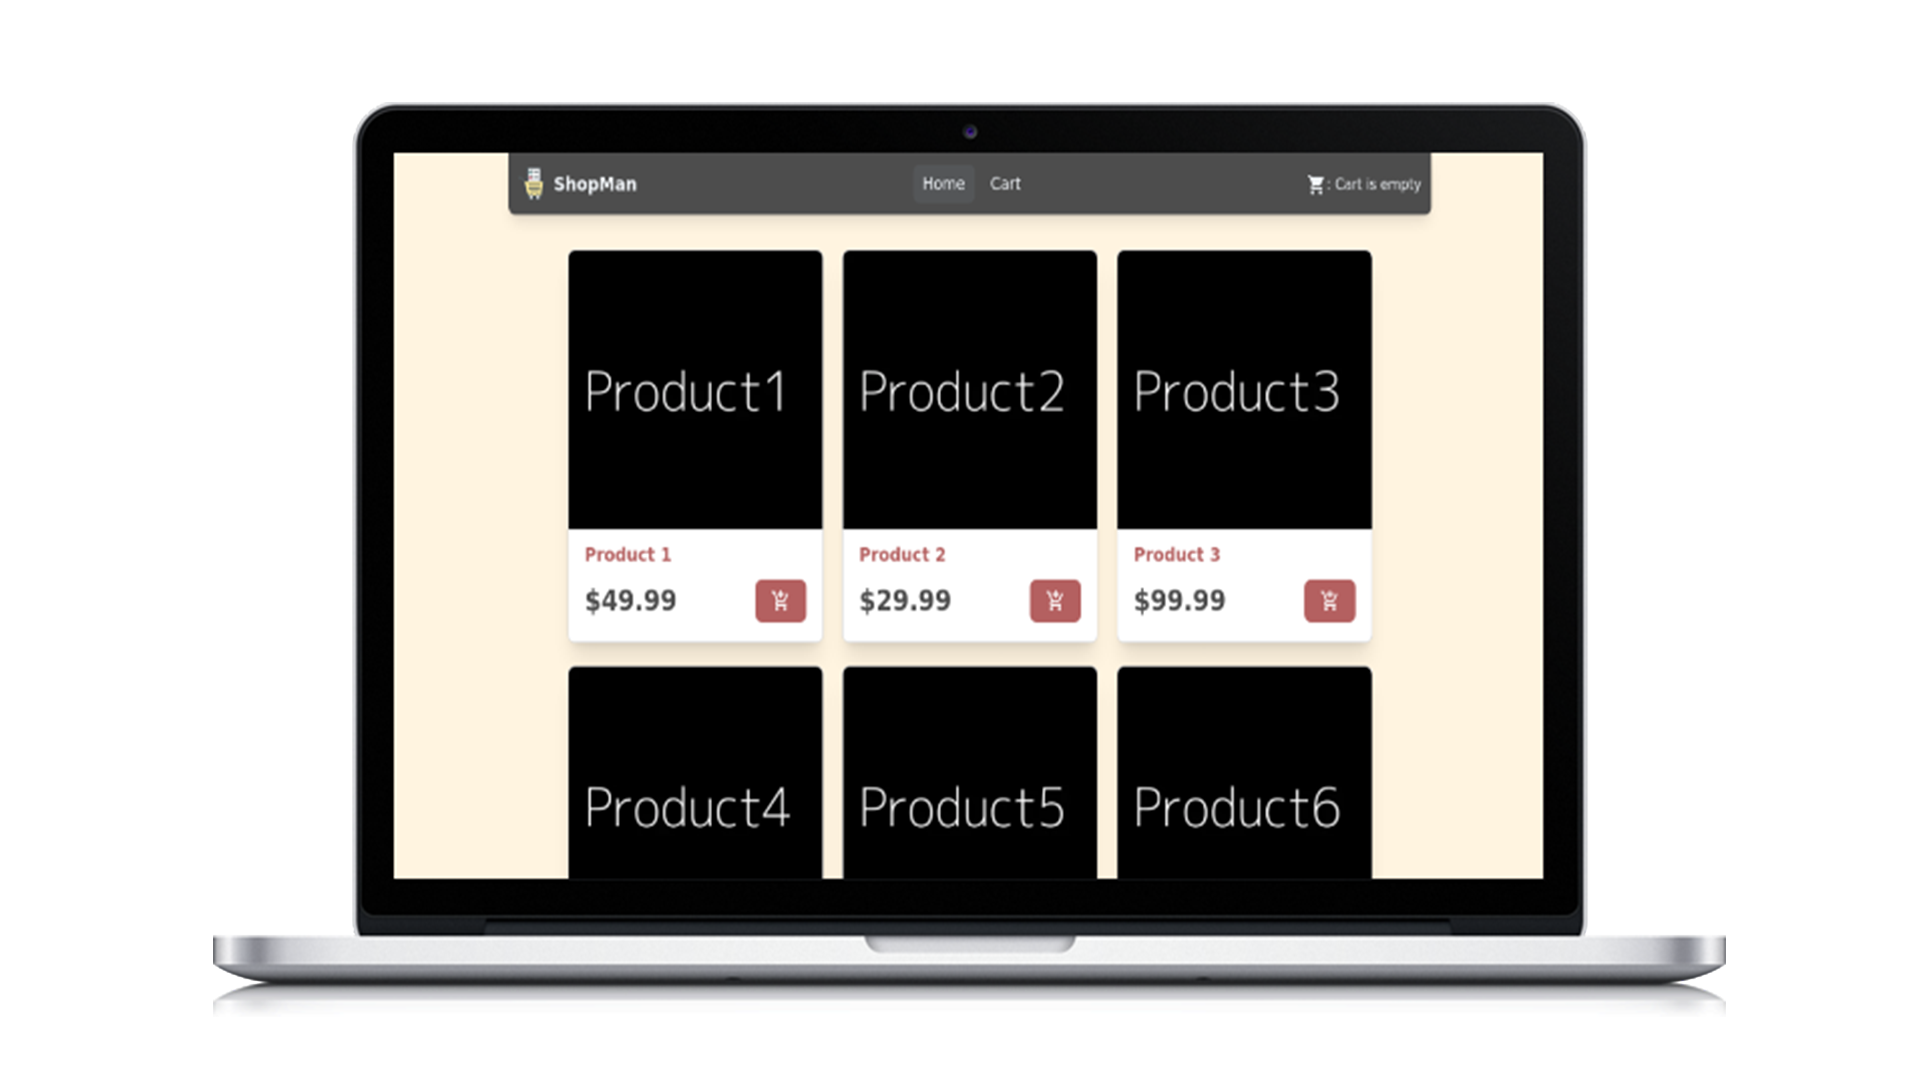 ShopMan Home Cart : Cart is empty
Product1 Product2 Product3
Product 1 Product 2 Product 3
$49.99 $29.99 $99.99
Product4 Product5 Product6